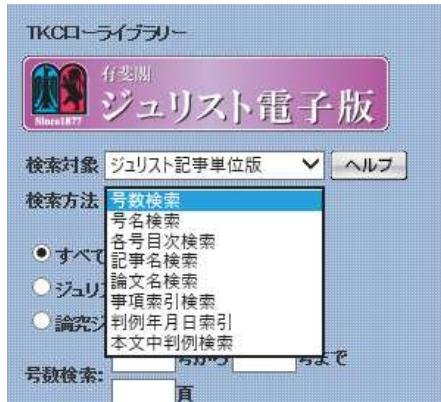 TKCローライブラリー
有斐閣
ジュリスト電子版
Since1877
検索対象 ジュリスト記事単位版 ヘルプ
検索方法 号数検索
号名検索
各号目次検索
記事名検索
論文名検索
事項索引検索
判例年月日索引
本文中判例検索
すべて
ジュリ
論究ジ
号から 号まで
号数検索:
頁